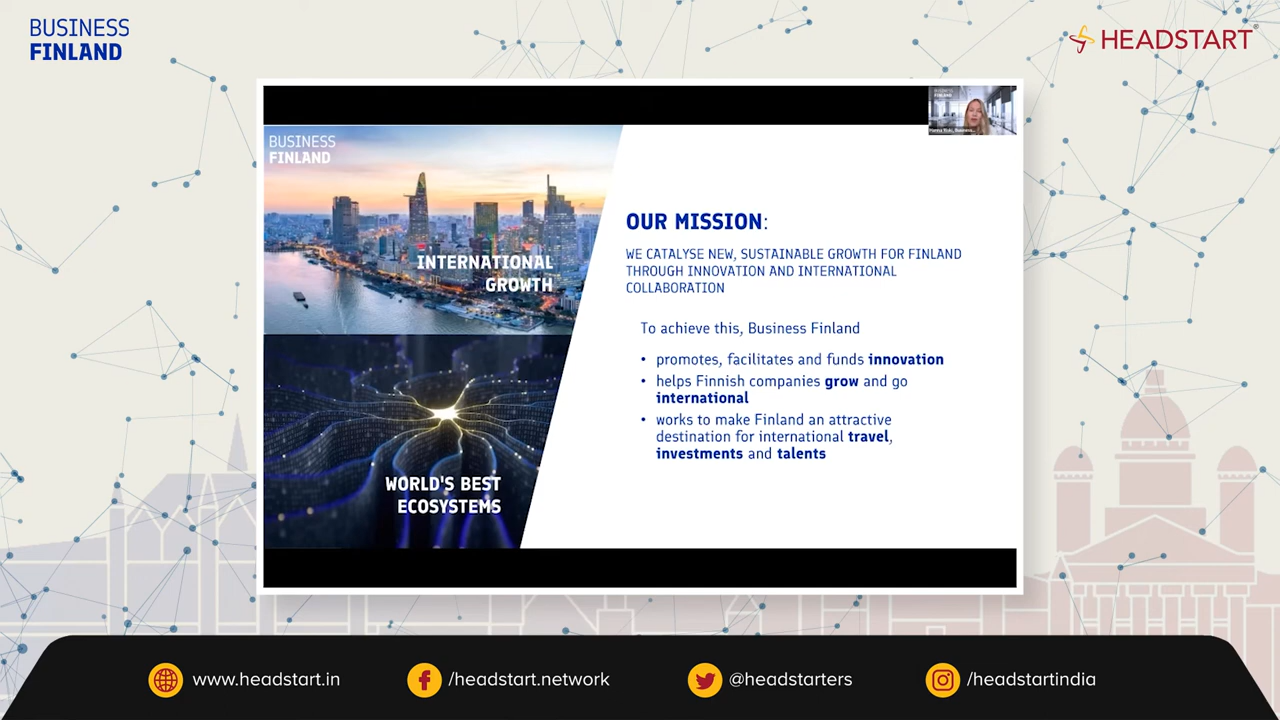 BUSINESS
FINLAND
HEADSTART
BUSINESS
FINLAND
INTERNATIONAL
GROWTH
WORLD'S BEST
ECOSYSTEMS
OUR MISSION:
WE CATALYSE NEW, SUSTAINABLE GROWTH FOR FINLAND
THROUGH INNOVATION AND INTERNATIONAL
COLLABORATION
To achieve this, Business Finland
• promotes, facilitates and funds innovation
• helps Finnish companies grow and go
international
• works to make Finland an attractive
destination for international travel,
investments and talents
www.headstart.in
/headstart.network
@headstarters
/headstartindia